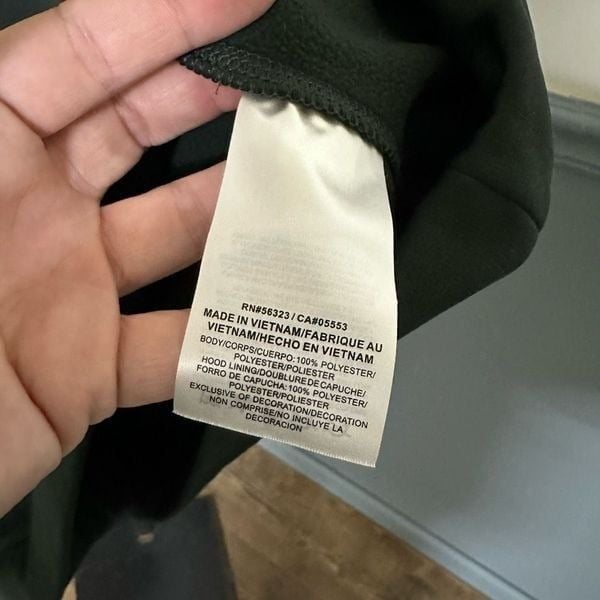 RN#56323 / CA#05553
MADE IN VIETNAM/FABRIQUE AU
VIETNAM/HECHO EN VIETNAM
BODY/CORPS/CUERPO:100% POLYESTER/
POLYESTER/POLIESTER
HOOD LINING/DOUBLURE DE CAPUCHE/
FORRO DE CAPUCHA:100% POLYESTER/
POLYESTER/POLIESTER
EXCLUSIVE OF DECORATION/DECORATION
NON COMPRISE/NO INCLUYE LA
DECORACION